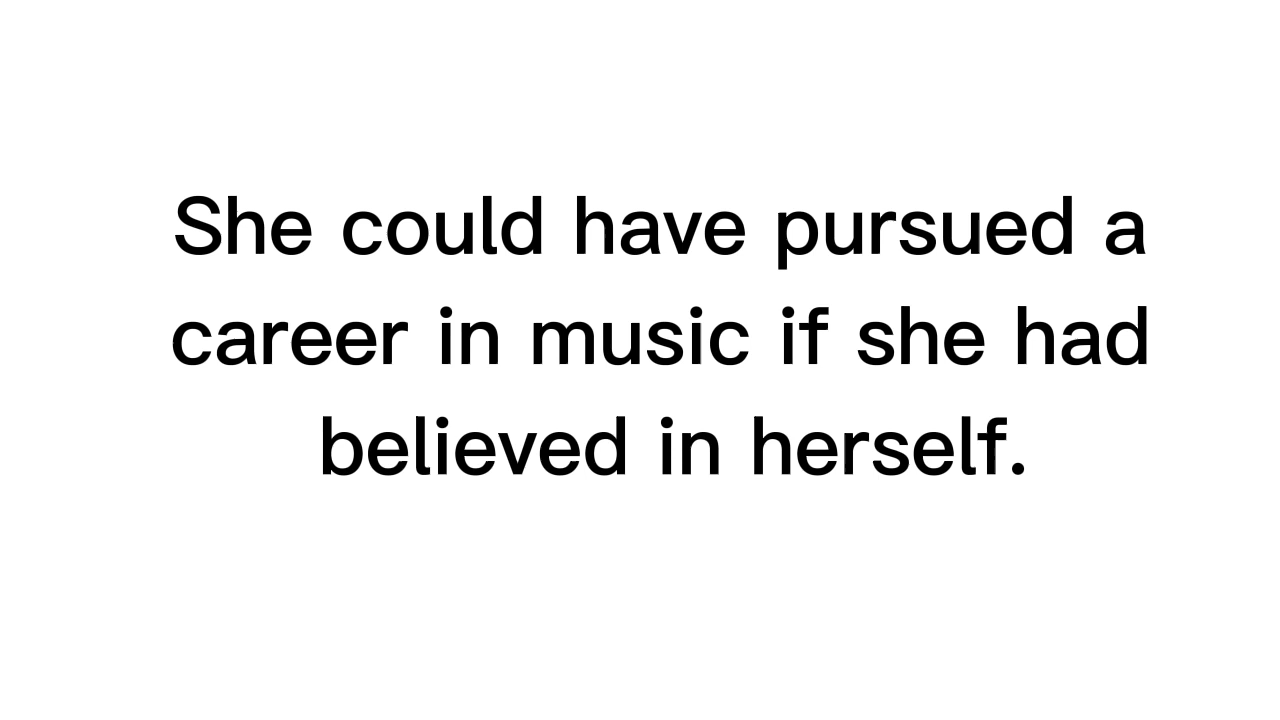 She could have pursued a
career in music if she had
believed in herself.